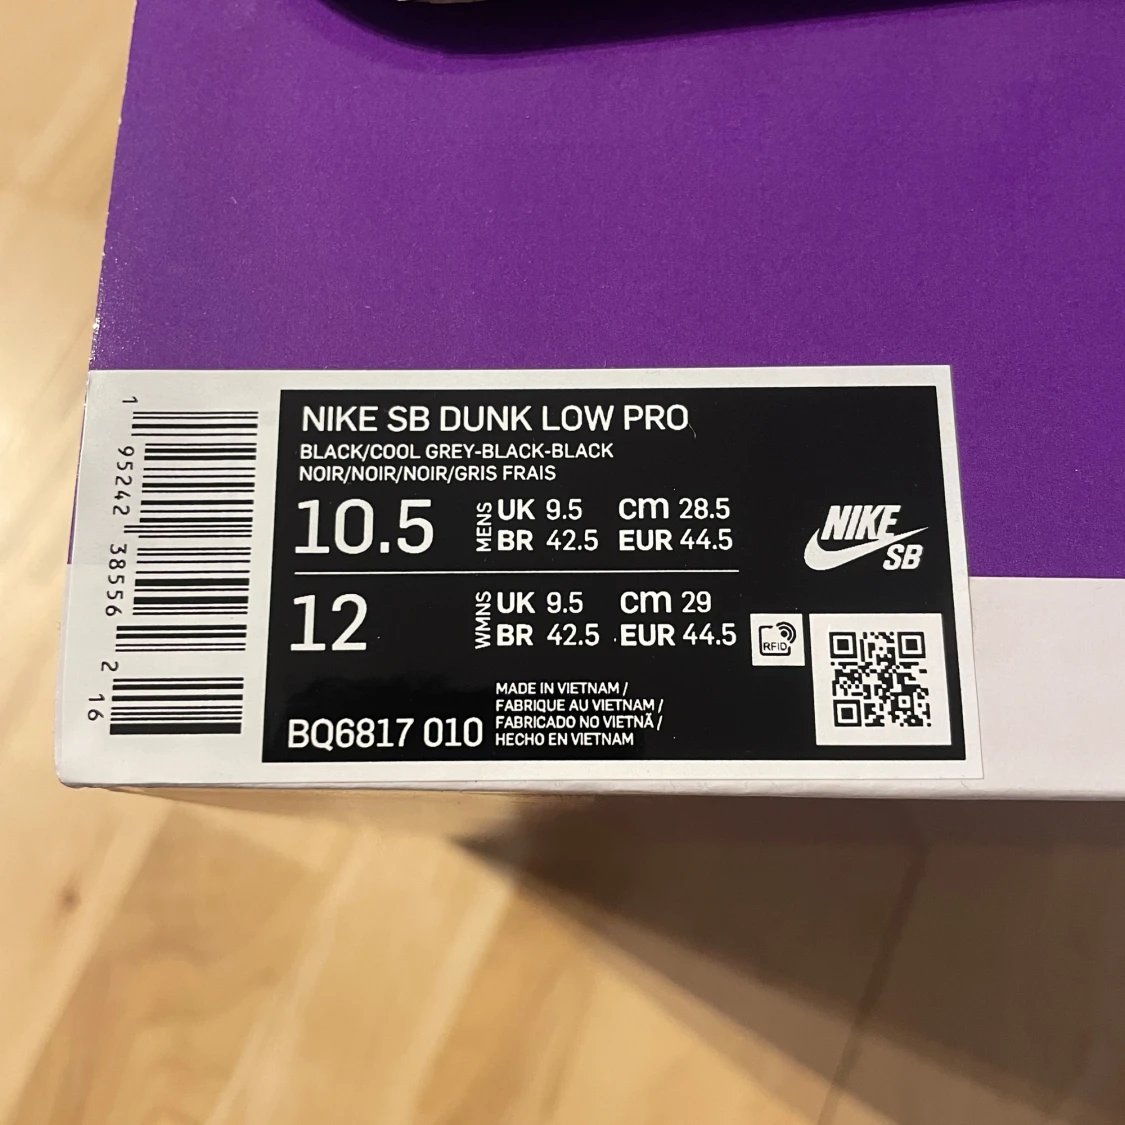 1
95242
38556
2
16
NIKE SB DUNK LOW PRO
BLACK/COOL GREY-BLACK-BLACK
NOIR/NOIR/NOIR/GRIS FRAIS
10.5 MENS UK 9.5 cm 28.5
BR 42.5 EUR 44.5
12 WMNS UK 9.5 cm 29
BR 42.5 EUR 44.5
NIKE
SB
RFID
MADE IN VIETNAM /
FABRIQUE AU VIETNAM /
FABRICADO NO VIETNÃ /
HECHO EN VIETNAM
BQ6817 010